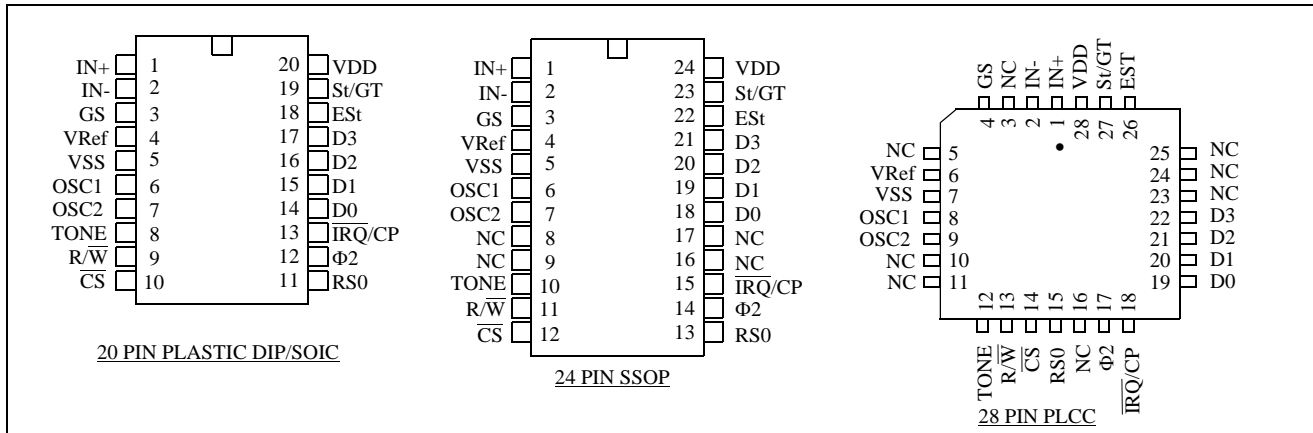 IN+ 1 20 VDD
IN- 2 19 St/GT
GS 3 18 ESt
VRef 4 17 D3
VSS 5 16 D2
OSC1 6 15 D1
OSC2 7 14 D0
TONE 8 13 I̅R̅Q̅/CP
R/W̅ 9 12 Φ2
C̅S̅ 10 11 RS0
20 PIN PLASTIC DIP/SOIC
IN+ 1 24 VDD
IN- 2 23 St/GT
GS 3 22 ESt
VRef 4 21 D3
VSS 5 20 D2
OSC1 6 19 D1
OSC2 7 18 D0
NC 8 17 NC
NC 9 16 NC
TONE 10 15 I̅R̅Q̅/CP
R/W̅ 11 14 Φ2
C̅S̅ 12 13 RS0
24 PIN SSOP
GS NC IN- IN+ VDD St/GT EST
4 3 2 1 28 27 26
NC 5 25 NC
VRef 6 24 NC
VSS 7 23 NC
OSC1 8 22 D3
OSC2 9 21 D2
NC 10 20 D1
NC 11 19 D0
12 13 14 15 16 17 18
TONE R/W̅ C̅S̅ RS0 NC Φ2 I̅R̅Q̅/CP
28 PIN PLCC